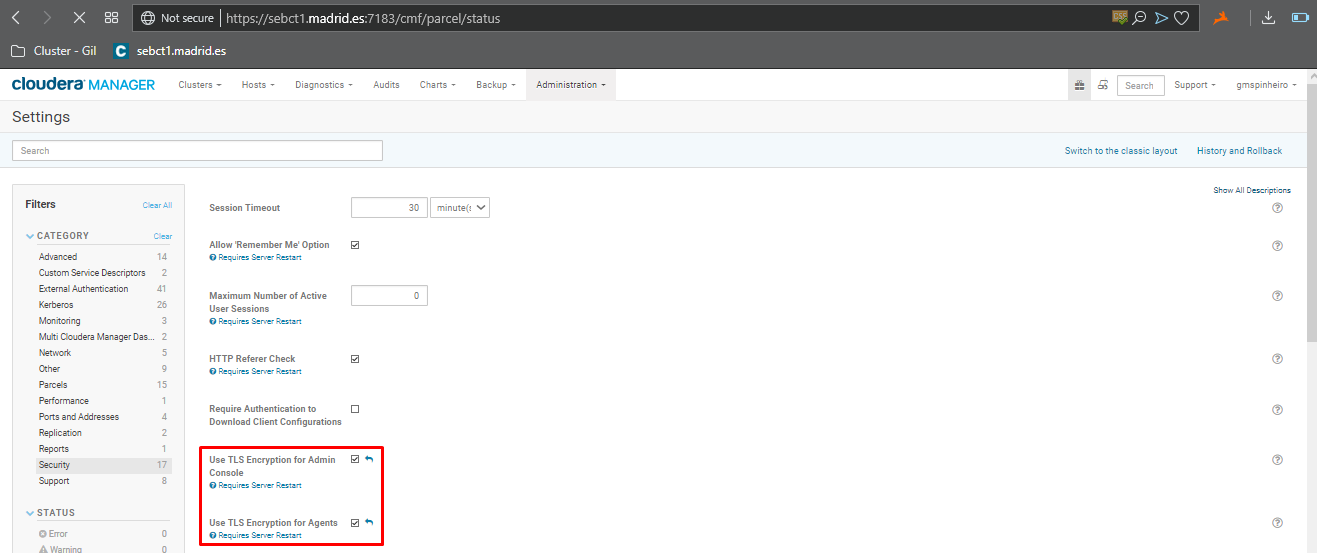 Not secure https://sebct1.madrid.es:7183/cmf/parcel/status
Cluster - Gil C sebct1.madrid.es
cloudera MANAGER Clusters Hosts Diagnostics Audits Charts Backup Administration Search Support gmspinheiro
Settings
Search Switch to the classic layout History and Rollback
Show All Descriptions
Filters Clear All
CATEGORY Clear
Advanced 14
Custom Service Descriptors 2
External Authentication 41
Kerberos 26
Monitoring 3
Multi Cloudera Manager Das... 2
Network 5
Other 9
Parcels 15
Performance 1
Ports and Addresses 4
Replication 2
Reports 1
Security 17
Support 8
STATUS
Error 0
Warning 0
Session Timeout 30 minute(s
Allow 'Remember Me' Option
Requires Server Restart
Maximum Number of Active 0
User Sessions
Requires Server Restart
HTTP Referer Check
Requires Server Restart
Require Authentication to
Download Client Configurations
Use TLS Encryption for Admin
Console
Requires Server Restart
Use TLS Encryption for Agents
Requires Server Restart